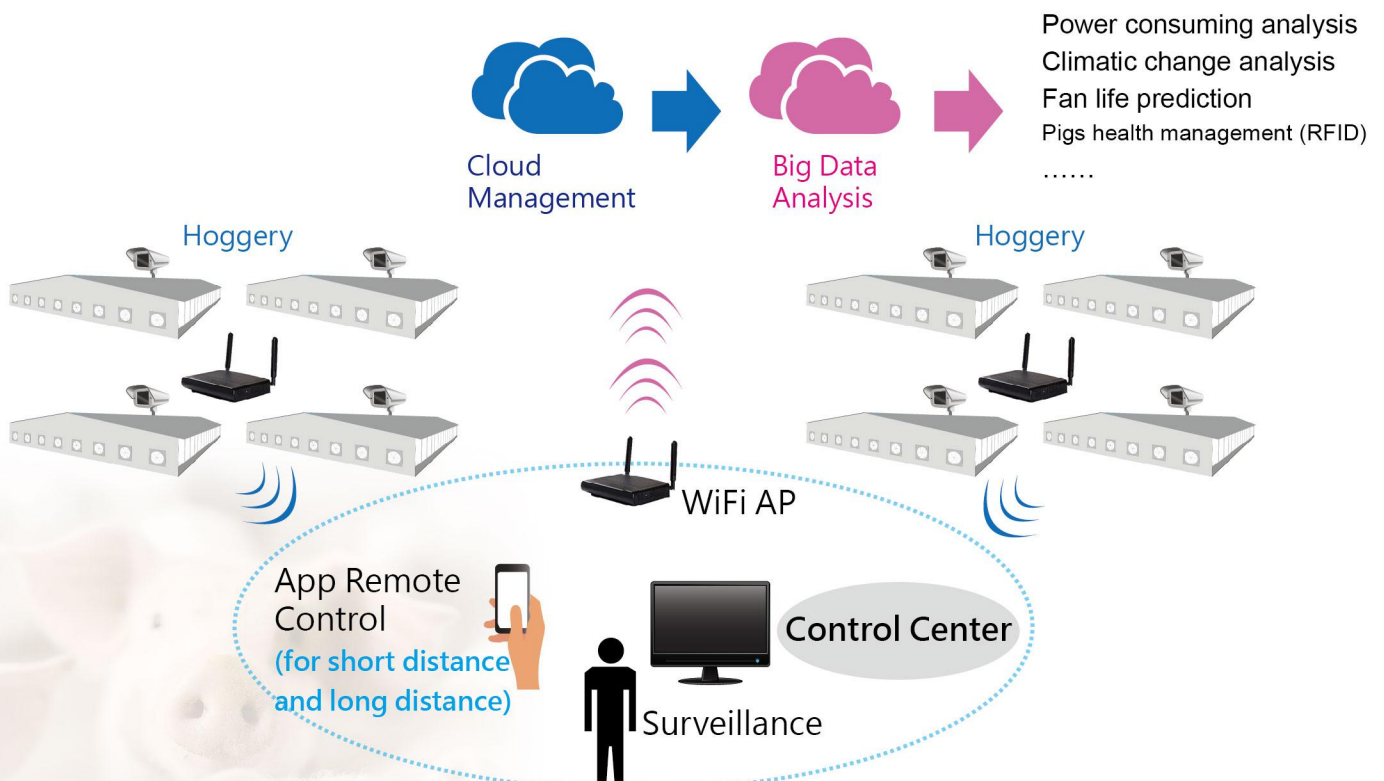 Power consuming analysis
Climatic change analysis
Fan life prediction
Pigs health management (RFID)
......
Cloud
Management
Big Data
Analysis
Hoggery
Hoggery
WiFi AP
App Remote
Control
(for short distance
and long distance)
Control Center
Surveillance